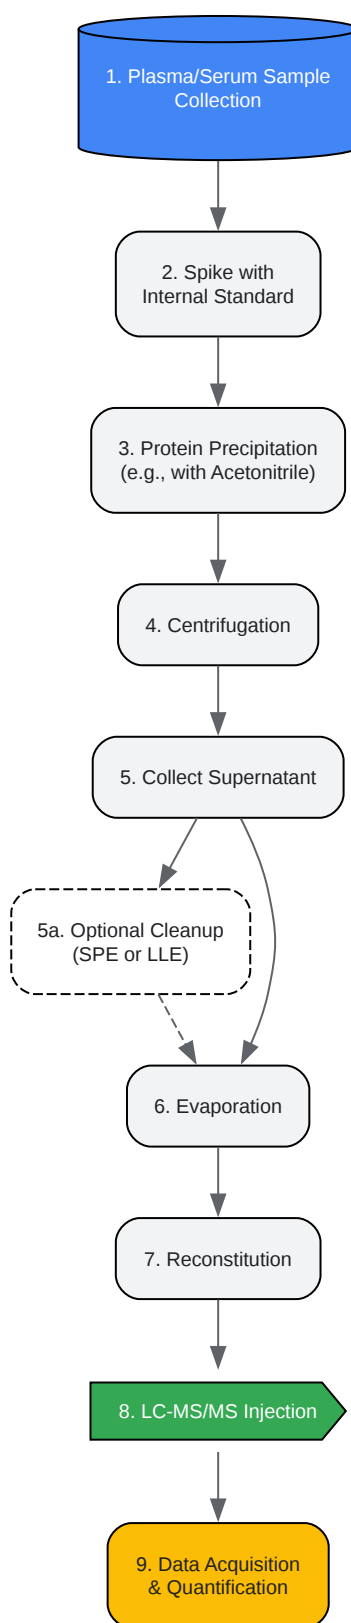 1. Plasma/Serum Sample
Collection
2. Spike with
Internal Standard
3. Protein Precipitation
(e.g., with Acetonitrile)
4. Centrifugation
5. Collect Supernatant
5a. Optional Cleanup
(SPE or LLE)
6. Evaporation
7. Reconstitution
8. LC-MS/MS Injection
9. Data Acquisition
& Quantification